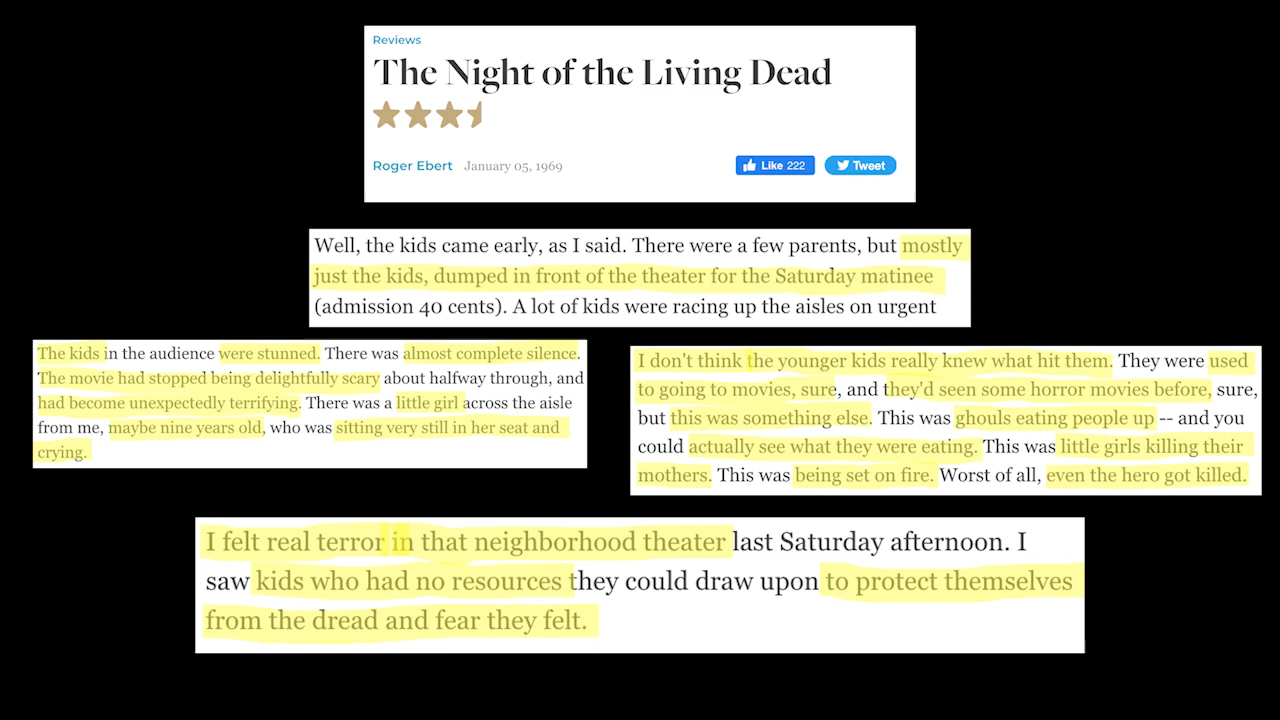 Reviews
The Night of the Living Dead
Roger Ebert January 05, 1969 Like 222 Tweet
Well, the kids came early, as I said. There were a few parents, but mostly
just the kids, dumped in front of the theater for the Saturday matinee
(admission 40 cents). A lot of kids were racing up the aisles on urgent
The kids in the audience were stunned. There was almost complete silence.
The movie had stopped being delightfully scary about halfway through, and
had become unexpectedly terrifying. There was a little girl across the aisle
from me, maybe nine years old, who was sitting very still in her seat and
crying.
I don't think the younger kids really knew what hit them. They were used
to going to movies, sure, and they'd seen some horror movies before, sure,
but this was something else. This was ghouls eating people up -- and you
could actually see what they were eating. This was little girls killing their
mothers. This was being set on fire. Worst of all, even the hero got killed.
I felt real terror in that neighborhood theater last Saturday afternoon. I
saw kids who had no resources they could draw upon to protect themselves
from the dread and fear they felt.